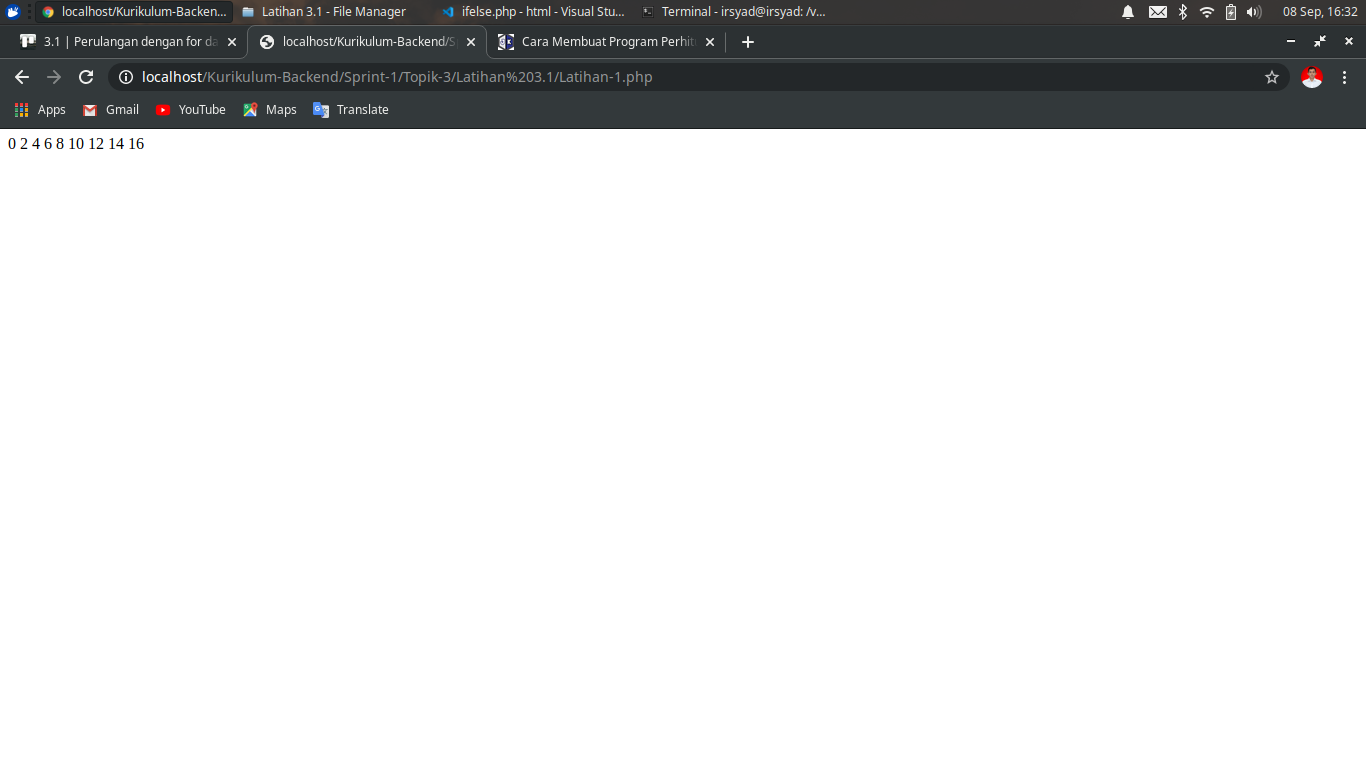 localhost/Kurikulum-Backen... Latihan 3.1 - File Manager ifelse.php - html - Visual Stu... Terminal - irsyad@irsyad: /v... 08 Sep, 16:32
3.1 | Perulangan dengan for da localhost/Kurikulum-Backend/S Cara Membuat Program Perhit
localhost/Kurikulum-Backend/Sprint-1/Topik-3/Latihan%203.1/Latihan-1.php
Apps Gmail YouTube Maps Translate
0 2 4 6 8 10 12 14 16